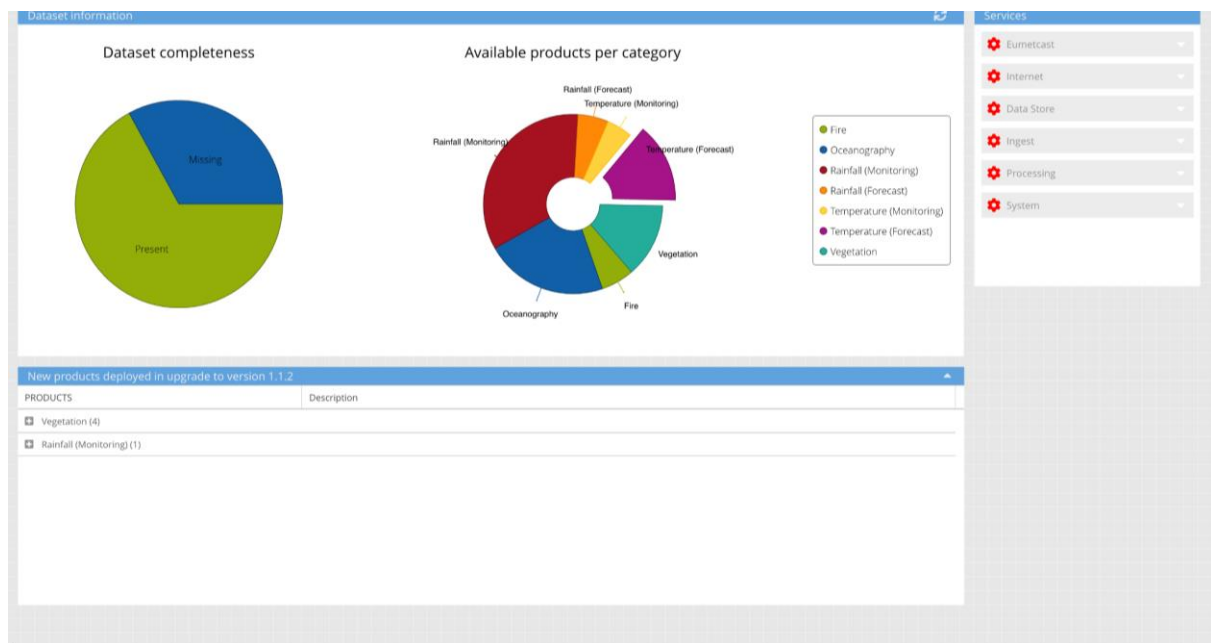 Dataset information
Dataset completeness
Missing
Present
Available products per category
Rainfall (Forecast)
Temperature (Monitoring)
Rainfall (Monitoring)
Temperature (Forecast)
Vegetation
Fire
Oceanography
Fire
Oceanography
Rainfall (Monitoring)
Rainfall (Forecast)
Temperature (Monitoring)
Temperature (Forecast)
Vegetation
Services
Eumetcast
Internet
Data Store
Ingest
Processing
System
New products deployed in upgrade to version 1.1.2
PRODUCTS Description
Vegetation (4)
Rainfall (Monitoring) (1)